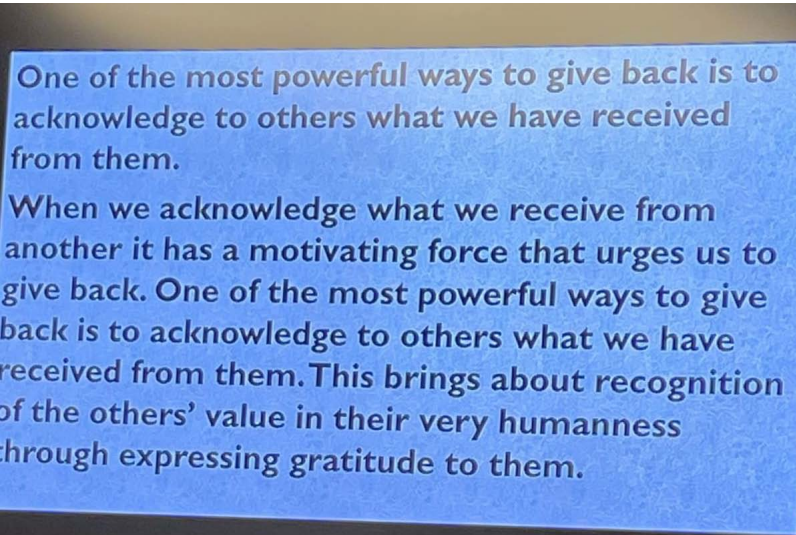 One of the most powerful ways to give back is to
acknowledge to others what we have received
from them.
When we acknowledge what we receive from
another it has a motivating force that urges us to
give back. One of the most powerful ways to give
back is to acknowledge to others what we have
received from them. This brings about recognition
of the others’ value in their very humanness
through expressing gratitude to them.